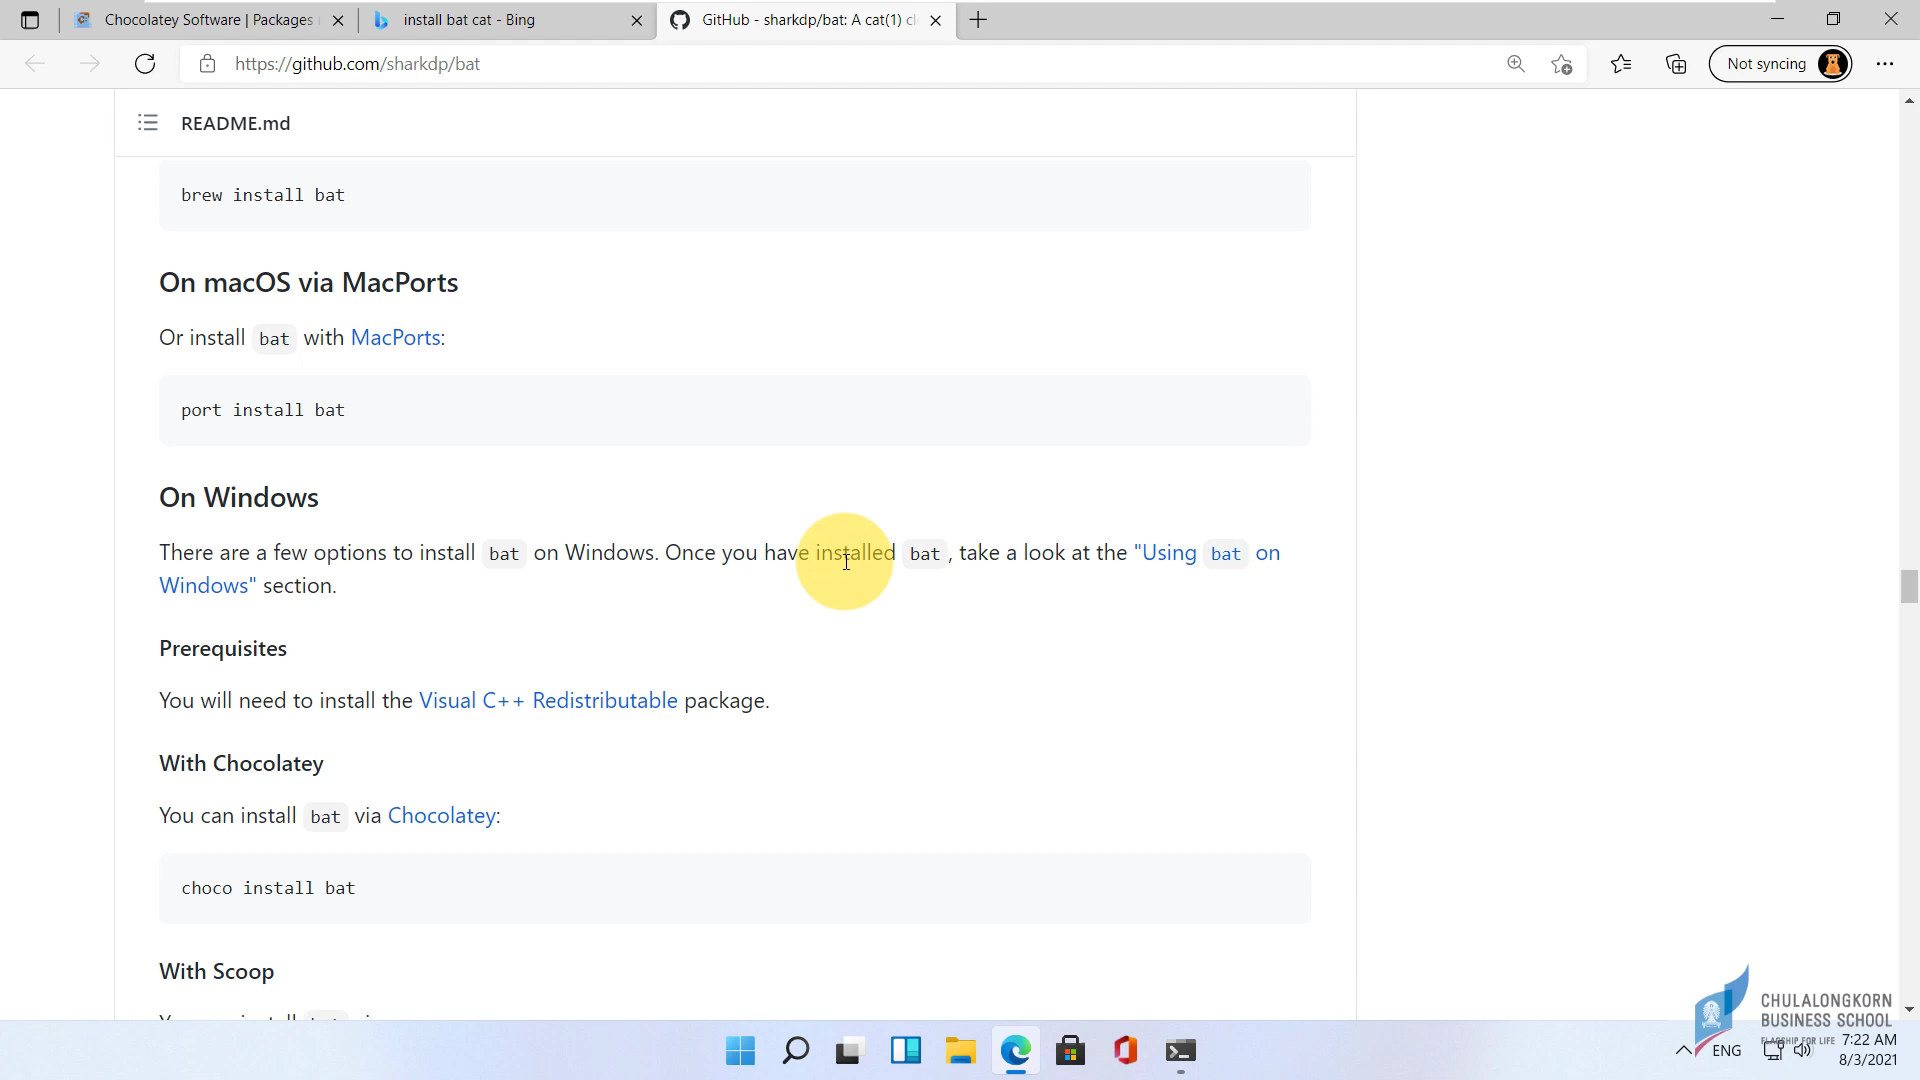 Chocolatey Software | Packages
install bat cat - Bing
GitHub - sharkdp/bat: A cat(1) cl
https://github.com/sharkdp/bat
Not syncing
README.md
brew install bat
On macOS via MacPorts
Or install bat with MacPorts:
port install bat
On Windows
There are a few options to install bat on Windows. Once you have installed bat, take a look at the "Using bat on
Windows" section.
Prerequisites
You will need to install the Visual C++ Redistributable package.
With Chocolatey
You can install bat via Chocolatey:
choco install bat
With Scoop
CHULALONGKORN
BUSINESS SCHOOL
FLAGSHIP FOR LIFE
ENG
7:22 AM
8/3/2021